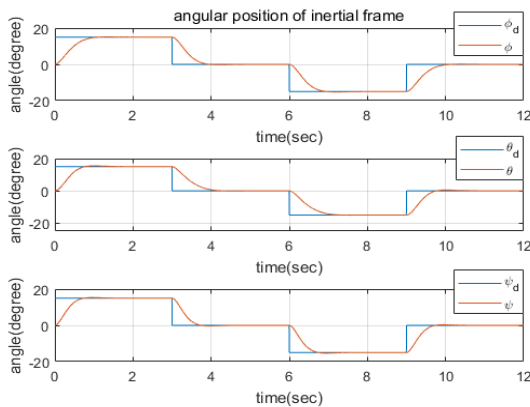 angular position of inertial frame
20
0
-20
angle(degree)
0 2 4 6 8 10 12
time(sec)
ϕd
ϕ
20
0
-20
angle(degree)
0 2 4 6 8 10 12
time(sec)
θd
θ
20
0
-20
angle(degree)
0 2 4 6 8 10 12
time(sec)
ψd
ψ